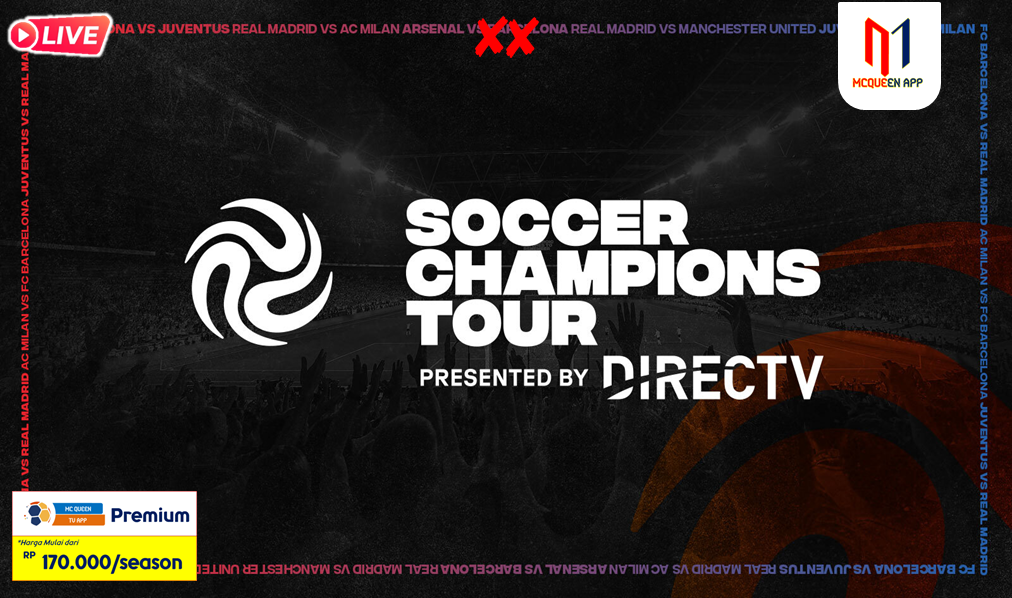 LIVE
ONA VS JUVENTUS REAL MADRID VS AC MILAN ARSENAL VS BARCELONA REAL MADRID VS MANCHESTER UNITED JU MILAN
MCQUEEN APP
SOCCER
CHAMPIONS
TOUR
PRESENTED BY DIRECTV
FC BARCELONA VS REAL MADRID AC MILAN VS FC BARCELONA JUVENTUS VS REAL MADRID
NA VS REAL MADRID AC MILAN VS FC BARCELONA JUVENTUS VS REAL MA
MC QUEEN
TV APP
Premium
*Harga Mulai dari
RP 170.000/season
FC BARCELONA VS JUVENTUS REAL MADRID VS AC MILAN ARSENAL VS BARCELONA REAL MADRID VS MANCHESTER UNITED